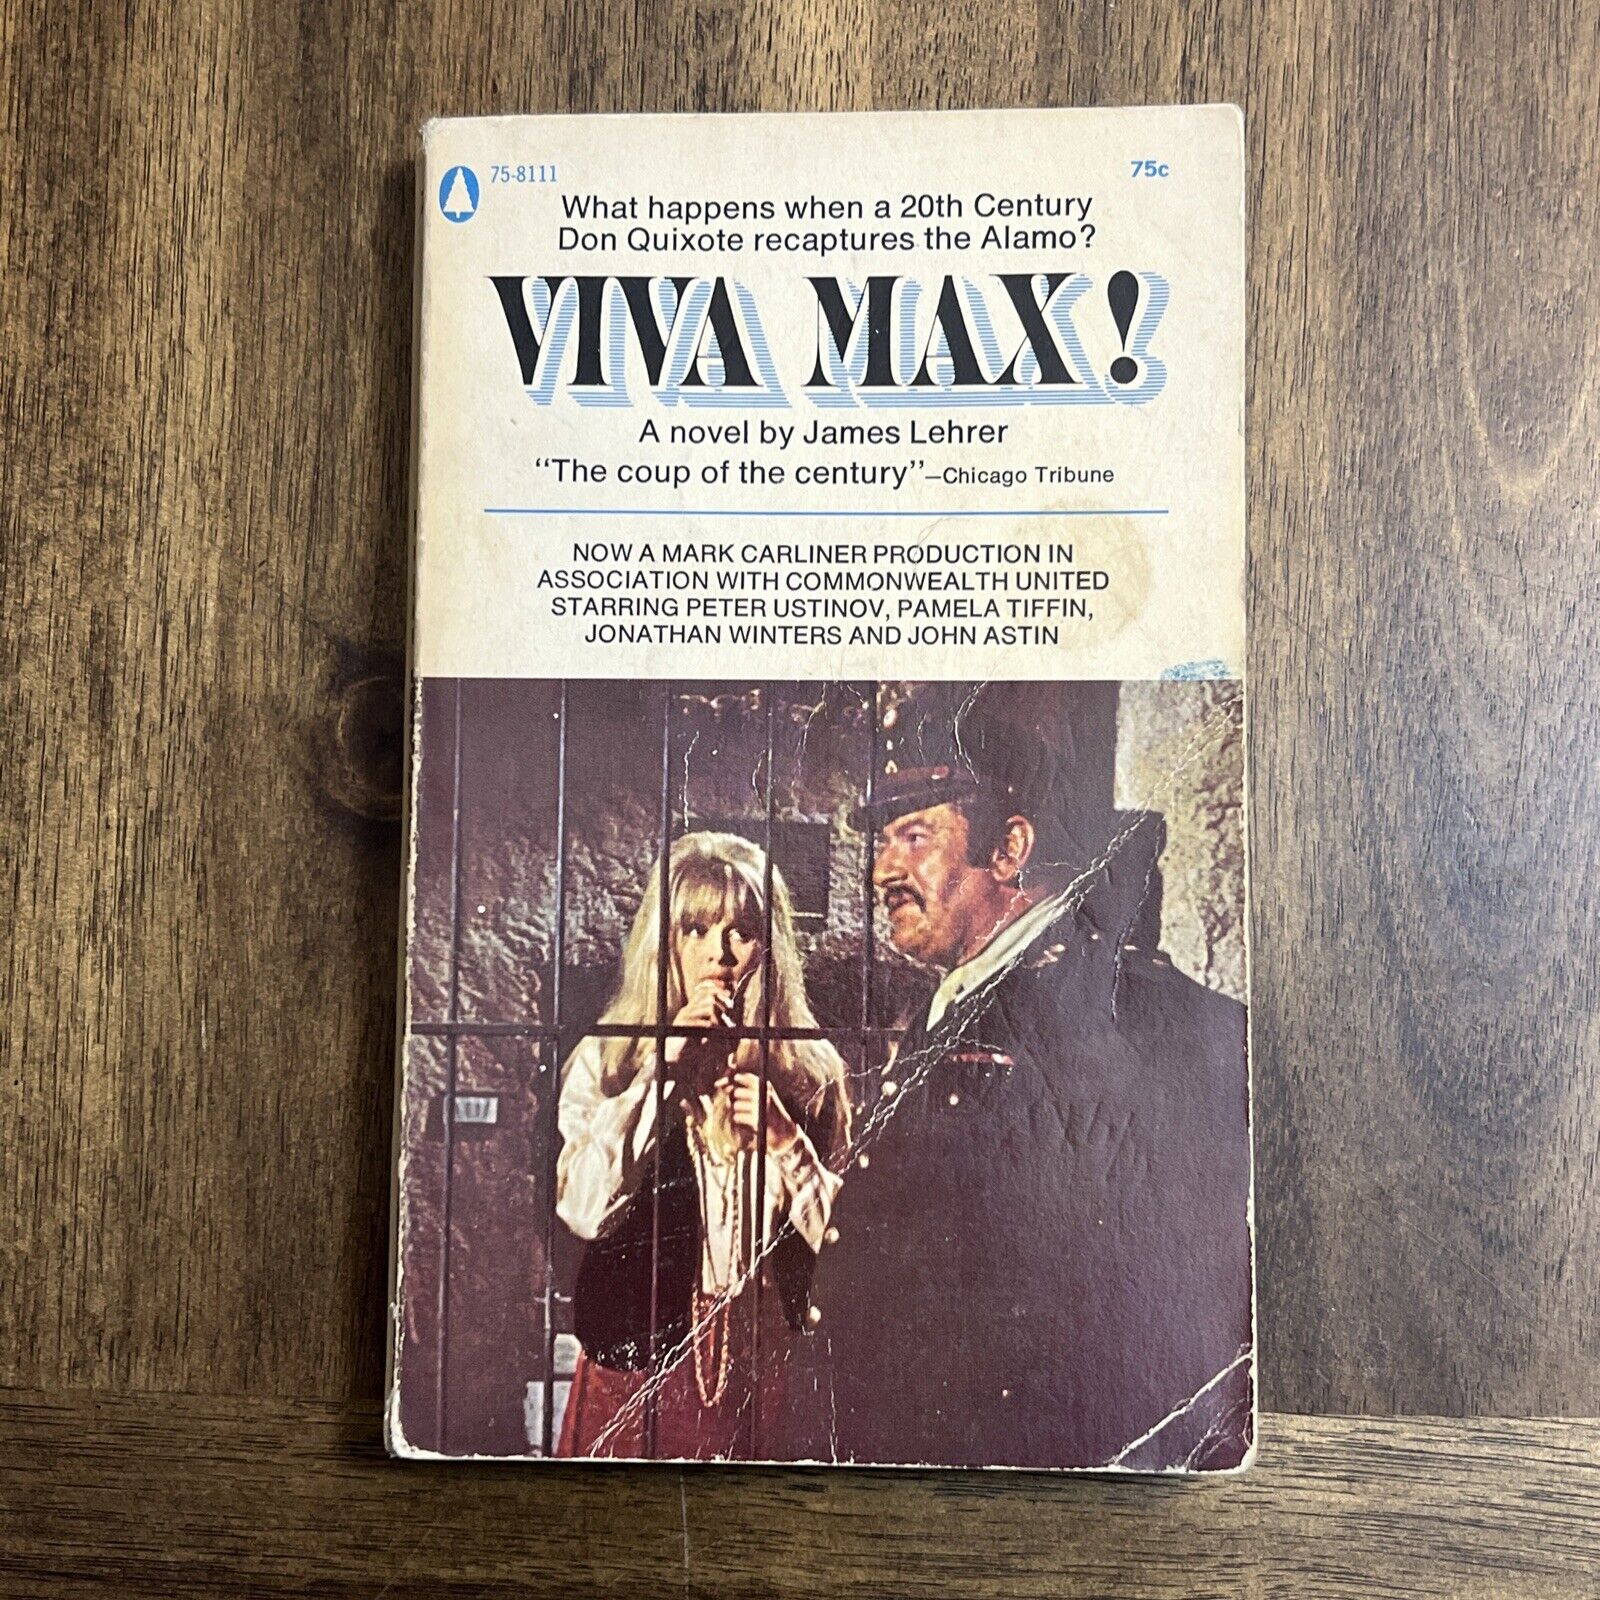 75-8111
75c
What happens when a 20th Century
Don Quixote recaptures the Alamo?
VIVA MAX!
A novel by James Lehrer
“The coup of the century”—Chicago Tribune
NOW A MARK CARLINER PRODUCTION IN
ASSOCIATION WITH COMMONWEALTH UNITED
STARRING PETER USTINOV, PAMELA TIFFIN,
JONATHAN WINTERS AND JOHN ASTIN